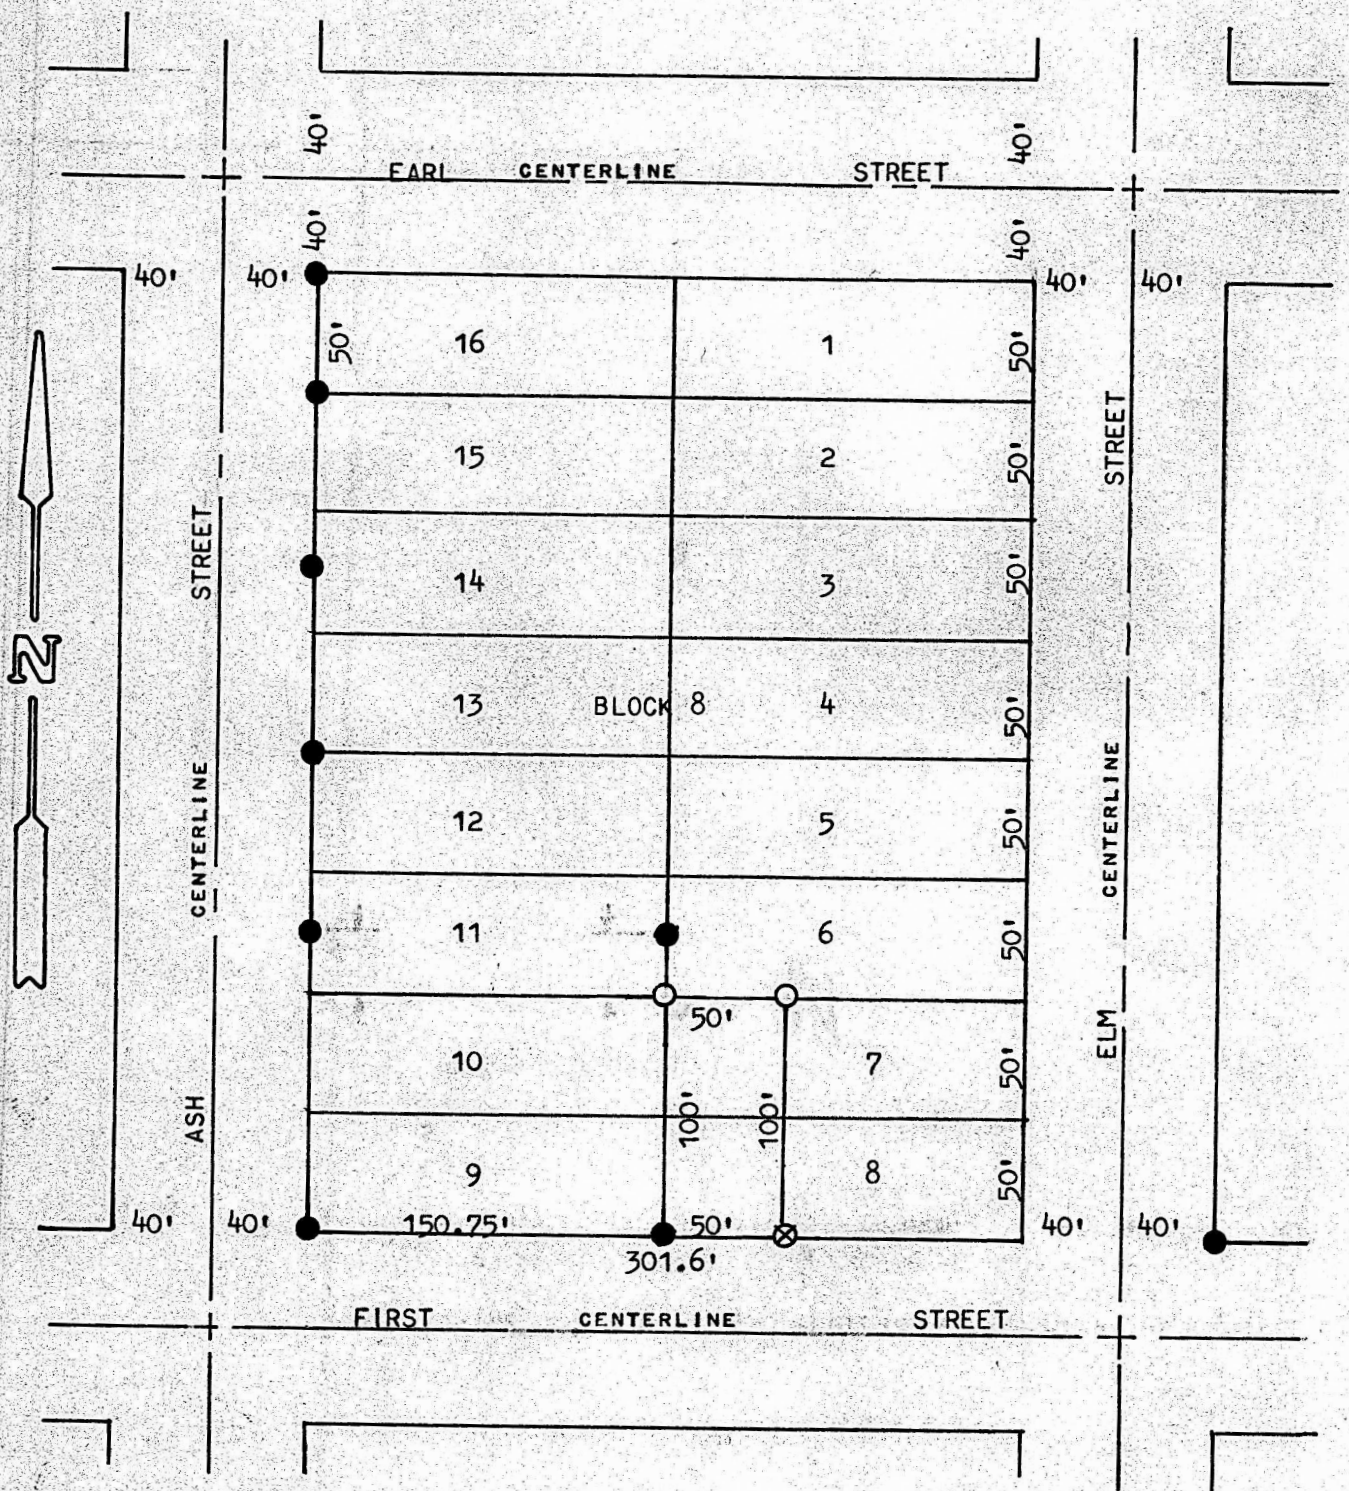 40' 40'
EARL CENTERLINE STREET
40' 40'
40' 40' 40' 40'
50' 16 1 50'
15 2 50'
STREET STREET
14 3 50'
N
13 BLOCK 8 4 50'
CENTERLINE CENTERLINE
12 5 50'
11 6 50'
50'
ASH ELM
10 7 50'
100' 100'
9 8 50'
40' 40' 150.75' 50' 40' 40'
301.6'
FIRST CENTERLINE STREET